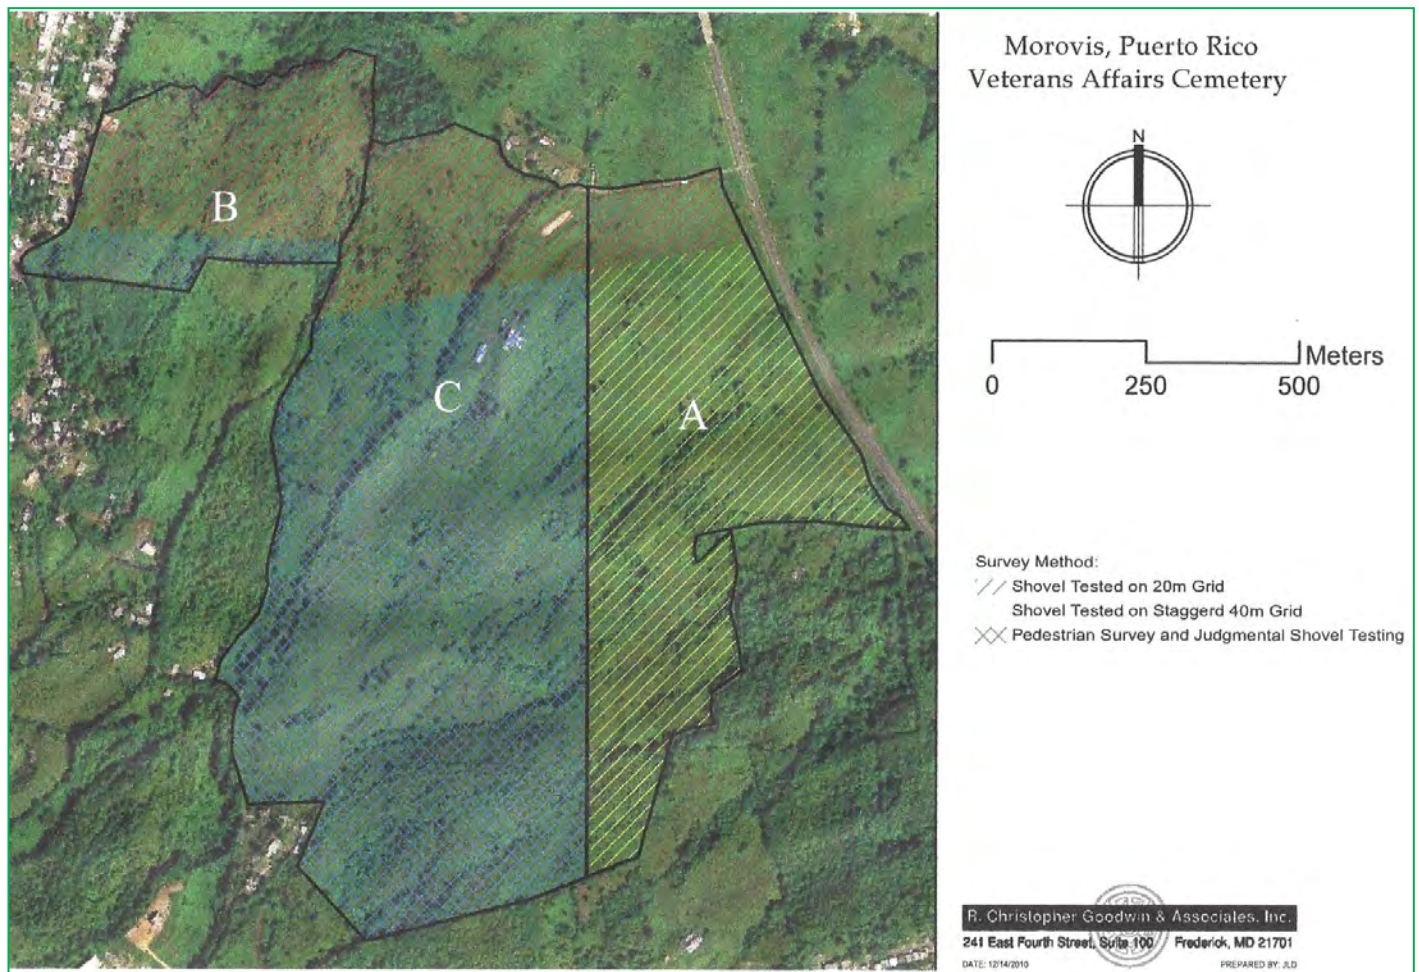 Morovis, Puerto Rico
Veterans Affairs Cemetery
N
B
C
A
Meters
0 250 500
Survey Method:
Shovel Tested on 20m Grid
Shovel Tested on Staggerd 40m Grid
Pedestrian Survey and Judgmental Shovel Testing
R. Christopher Goodwin & Associates, Inc.
241 East Fourth Street, Suite 100 Frederick, MD 21701
DATE: 12/14/2010 PREPARED BY: JLD